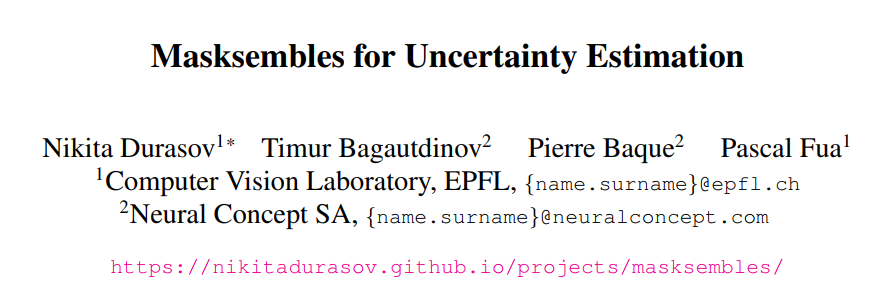 Masksembles for Uncertainty Estimation
Nikita Durasov¹* Timur Bagautdinov² Pierre Baque² Pascal Fua¹
¹Computer Vision Laboratory, EPFL, {name.surname}@epfl.ch
²Neural Concept SA, {name.surname}@neuralconcept.com
https://nikitadurasov.github.io/projects/masksembles/